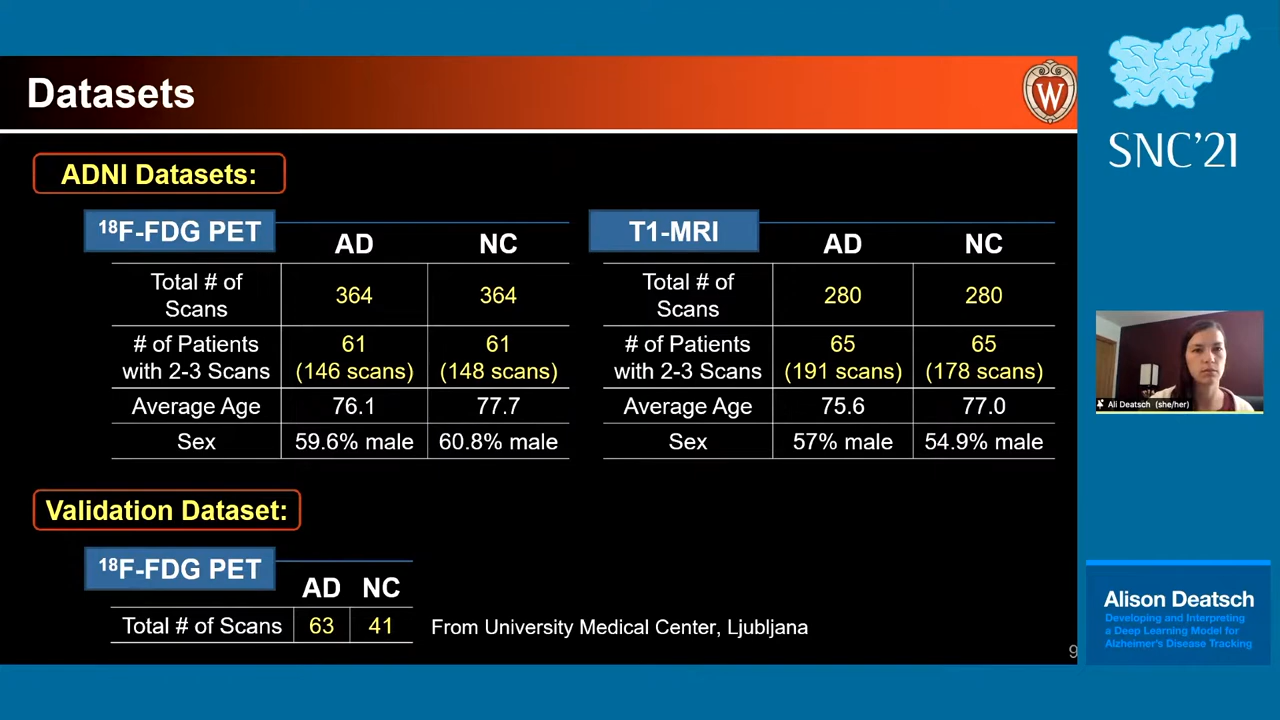 Datasets
W
SNC'21
ADNI Datasets:
18F-FDG PET
AD NC
Total # of Scans 364 364
# of Patients with 2-3 Scans 61 (146 scans) 61 (148 scans)
Average Age 76.1 77.7
Sex 59.6% male 60.8% male
T1-MRI
AD NC
Total # of Scans 280 280
# of Patients with 2-3 Scans 65 (191 scans) 65 (178 scans)
Average Age 75.6 77.0
Sex 57% male 54.9% male
Ali Deatsch (she/her)
Validation Dataset:
18F-FDG PET
AD NC
Total # of Scans 63 41
From University Medical Center, Ljubljana
9
Alison Deatsch
Developing and Interpreting
a Deep Learning Model for
Alzheimer's Disease Tracking